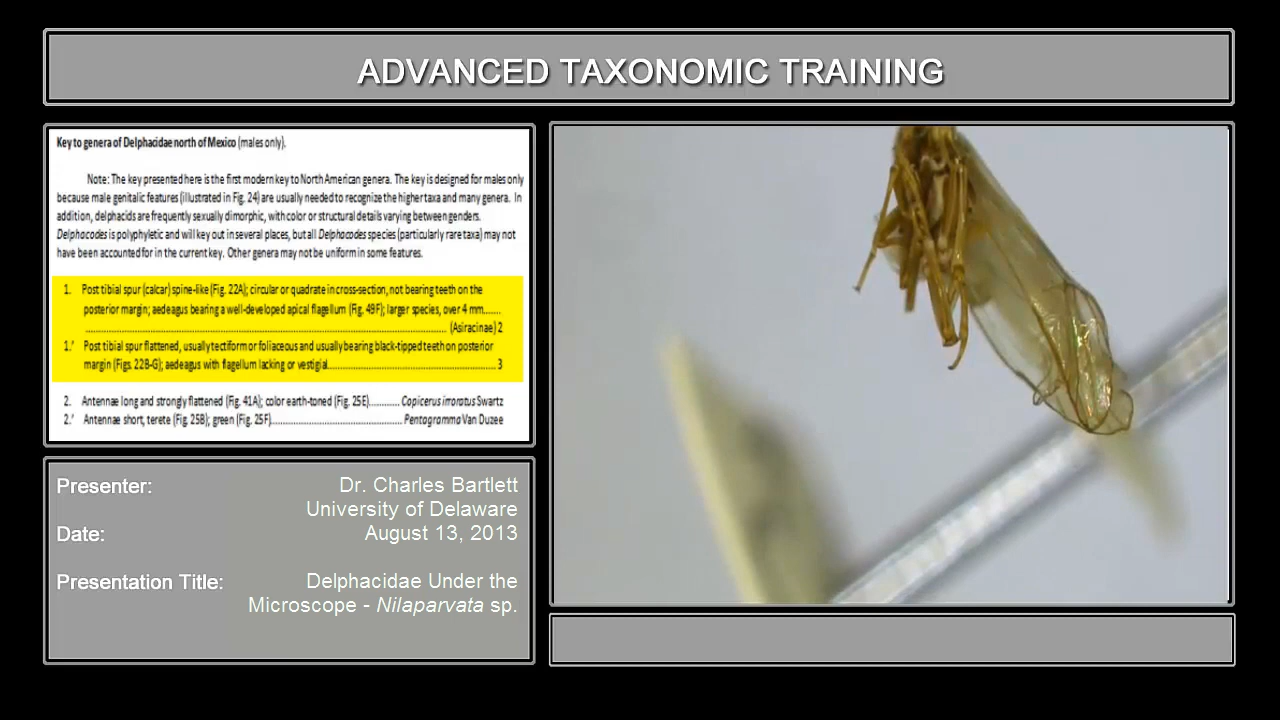 ADVANCED TAXONOMIC TRAINING
Key to genera of Delphacidae north of Mexico (males only).
Note: The key presented here is the first modern key to North American genera. The key is designed for males only
because male genitalic features (illustrated in Fig. 24) are usually needed to recognize the higher taxa and many genera. In
addition, delphacids are frequently sexually dimorphic, with color or structural details varying between genders.
Delphacodes is polyphyletic and will key out in several places, but all Delphacodes species (particularly rare taxa) may not
have been accounted for in the current key. Other genera may not be uniform in some features.
1. Post tibial spur (calcar) spine-like (Fig. 22A); circular or quadrate in cross-section, not bearing teeth on the
posterior margin; aedeagus bearing a well-developed apical flagellum (Fig. 49F); larger species, over 4 mm......
.................................................................................................................. (Asiracinae) 2
1.' Post tibial spur flattened, usually tectiform or foliaceous and usually bearing black-tipped teeth on posterior
margin (Figs. 22B-G); aedeagus with flagellum lacking or vestigial.................................................... 3
2. Antennae long and strongly flattened (Fig. 41A); color earth-toned (Fig. 25E)........... Copicerus irroratus Swartz
2.' Antennae short, terete (Fig. 25B); green (Fig. 25F).......................................... Pentagramma Van Duzee
Presenter: Dr. Charles Bartlett
University of Delaware
Date: August 13, 2013
Presentation Title: Delphacidae Under the
Microscope - Nilaparvata sp.